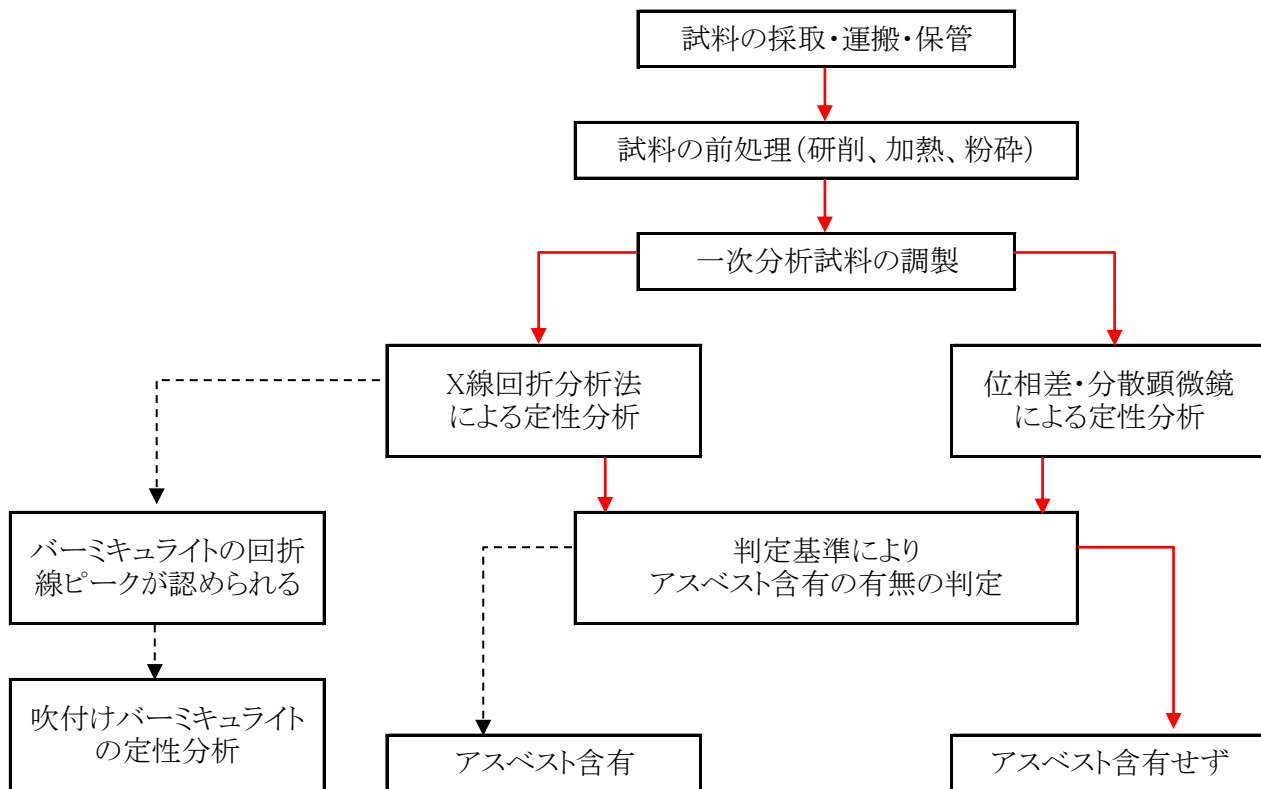 試料の採取・運搬・保管
試料の前処理(研削、加熱、粉砕)
一次分析試料の調製
X線回折分析法
による定性分析
位相差・分散顕微鏡
による定性分析
バーミキュライトの回折
線ピークが認められる
判定基準により
アスベスト含有の有無の判定
吹付けバーミキュライト
の定性分析
アスベスト含有
アスベスト含有せず